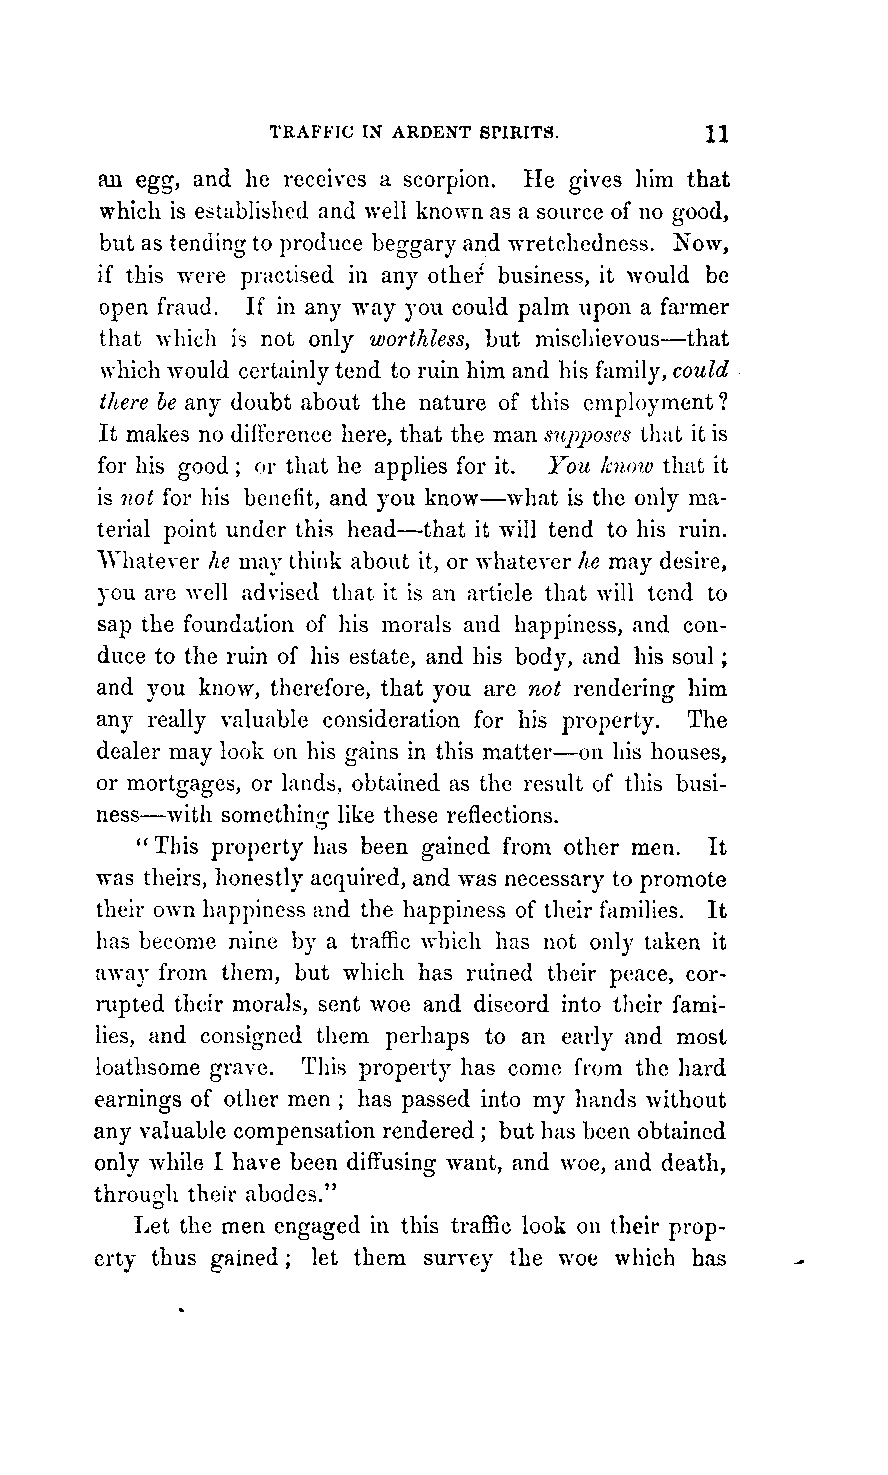 TRAFFIC IN ARDENT SPIRITS. 11
an egg, and he receives a scorpion. He gives him that
which is established and well known as a source of no good,
but as tending to produce beggary and wretchedness. Now,
if this were practised in any other business, it would be
open fraud. If in any way you could palm upon a farmer
that which is not only worthless, but mischievous—that
which would certainly tend to ruin him and his family, could
there be any doubt about the nature of this employment?
It makes no difference here, that the man supposes that it is
for his good; or that he applies for it. You know that it
is not for his benefit, and you know—what is the only ma-
terial point under this head—that it will tend to his ruin.
Whatever he may think about it, or whatever he may desire,
you are well advised that it is an article that will tend to
sap the foundation of his morals and happiness, and con-
duce to the ruin of his estate, and his body, and his soul;
and you know, therefore, that you are not rendering him
any really valuable consideration for his property. The
dealer may look on his gains in this matter—on his houses,
or mortgages, or lands, obtained as the result of this busi-
ness—with something like these reflections.
"This property has been gained from other men. It
was theirs, honestly acquired, and was necessary to promote
their own happiness and the happiness of their families. It
has become mine by a traffic which has not only taken it
away from them, but which has ruined their peace, cor-
rupted their morals, sent woe and discord into their fami-
lies, and consigned them perhaps to an early and most
loathsome grave. This property has come from the hard
earnings of other men; has passed into my hands without
any valuable compensation rendered; but has been obtained
only while I have been diffusing want, and woe, and death,
through their abodes."
Let the men engaged in this traffic look on their prop-
erty thus gained; let them survey the woe which has